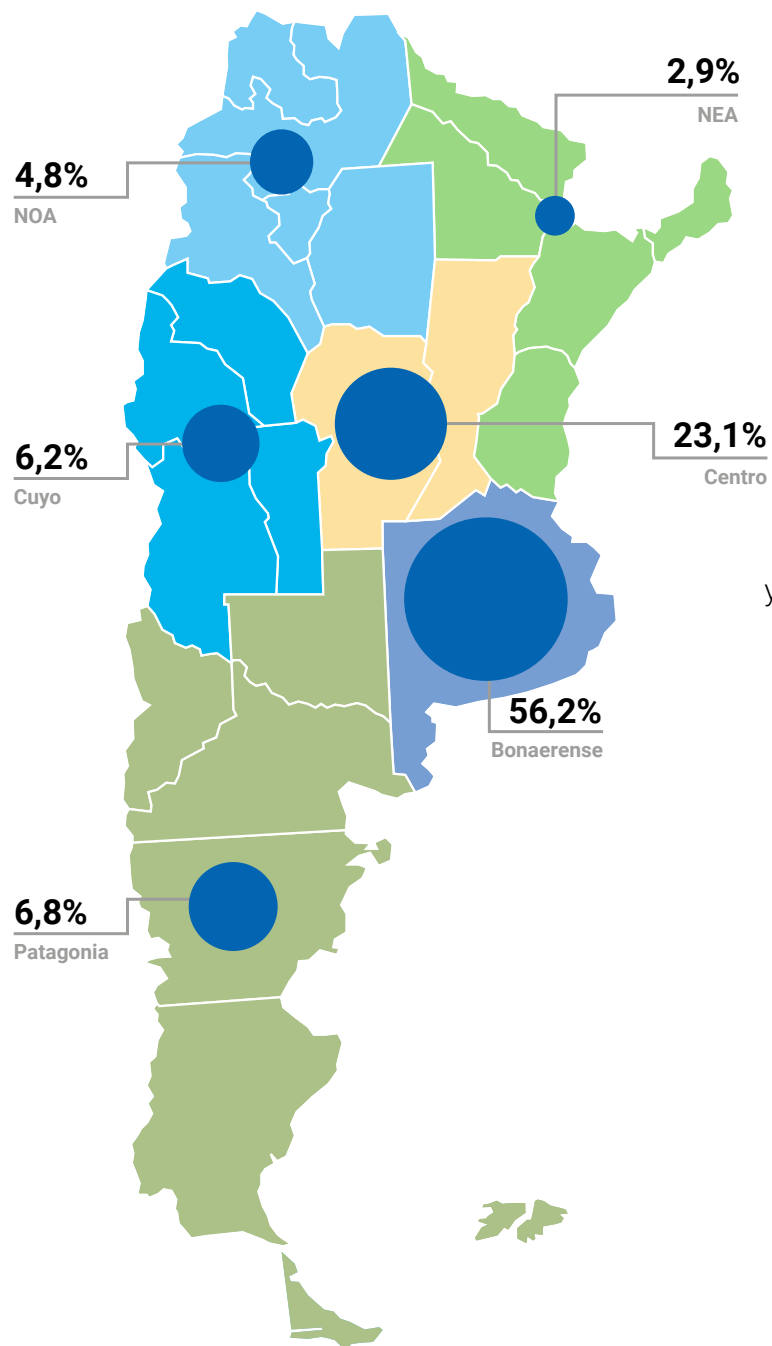 2,9%
NEA
4,8%
NOA
23,1%
Centro
6,2%
Cuyo
y
56,2%
Bonaerense
6,8%
Patagonia